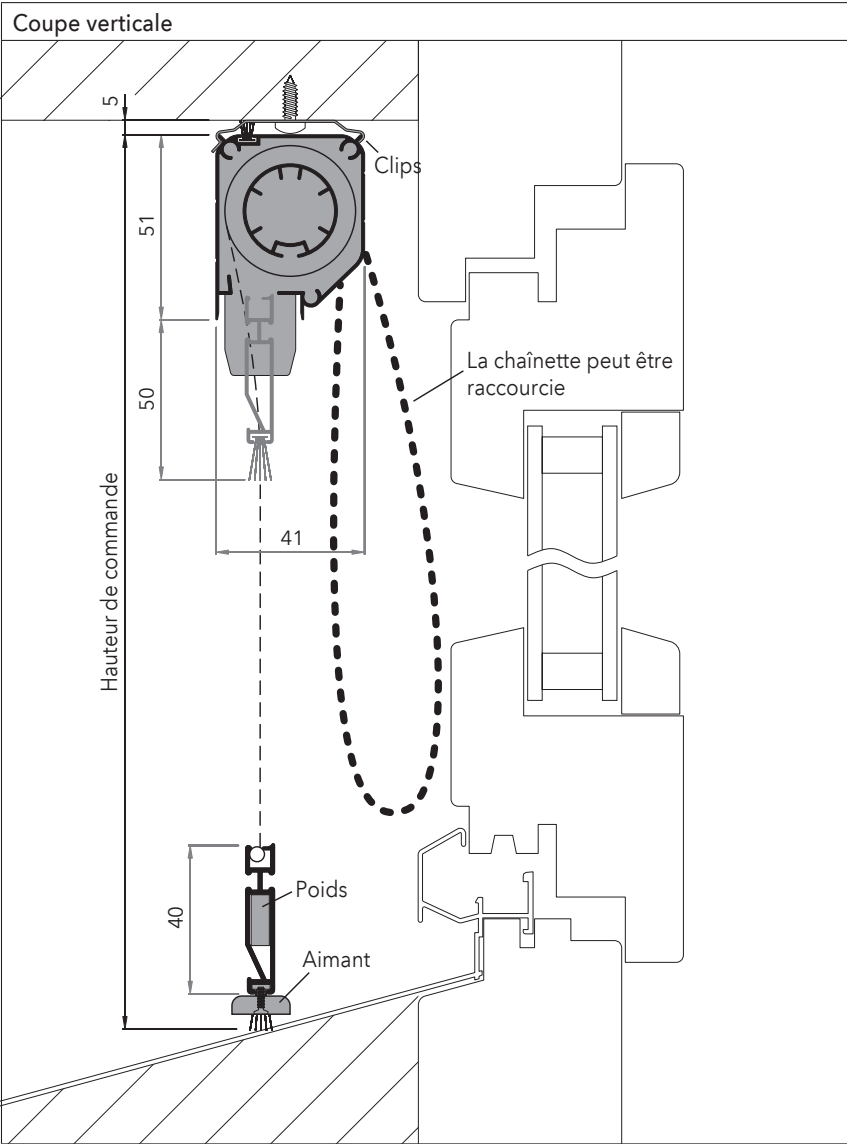 Coupe verticale
5
Clips
51
La chaînette peut être
raccourcie
50
Hauteur de commande
41
Poids
40
Aimant